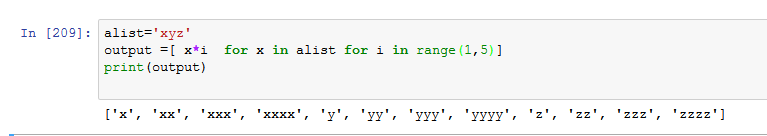 In [209]: alist='xyz'
output =[ x*i  for x in alist for i in range(1,5)]
print(output)
['x', 'xx', 'xxx', 'xxxx', 'y', 'yy', 'yyy', 'yyyy', 'z', 'zz', 'zzz', 'zzzz']